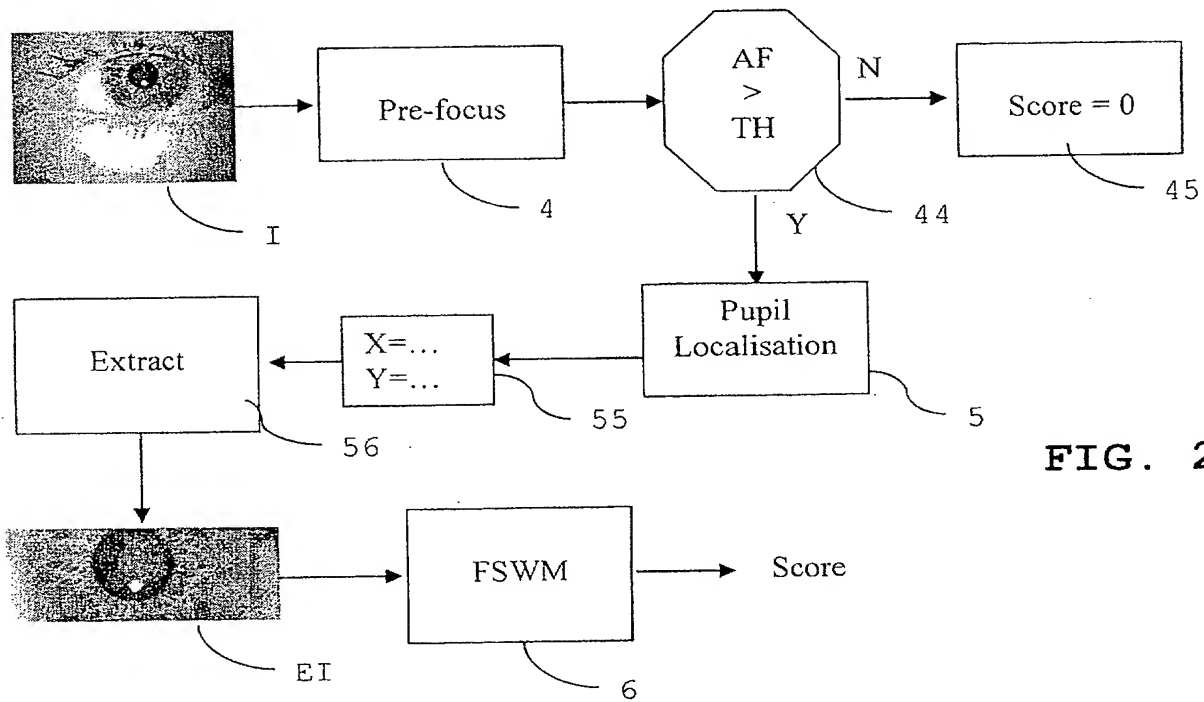 Pre-focus
AF
>
TH
N
Score = 0
I
4
44
45
Y
Extract
X=...
Y=...
Pupil
Localisation
56
55
5
FIG. 2
FSWM
Score
EI
6